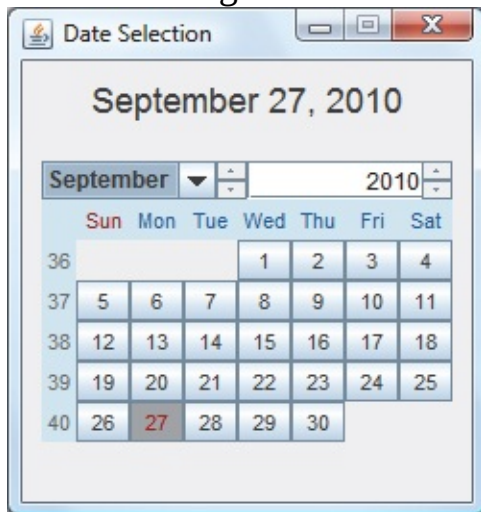 Date Selection
September 27, 2010
September 2010
Sun Mon Tue Wed Thu Fri Sat
36 1 2 3 4
37 5 6 7 8 9 10 11
38 12 13 14 15 16 17 18
39 19 20 21 22 23 24 25
40 26 27 28 29 30